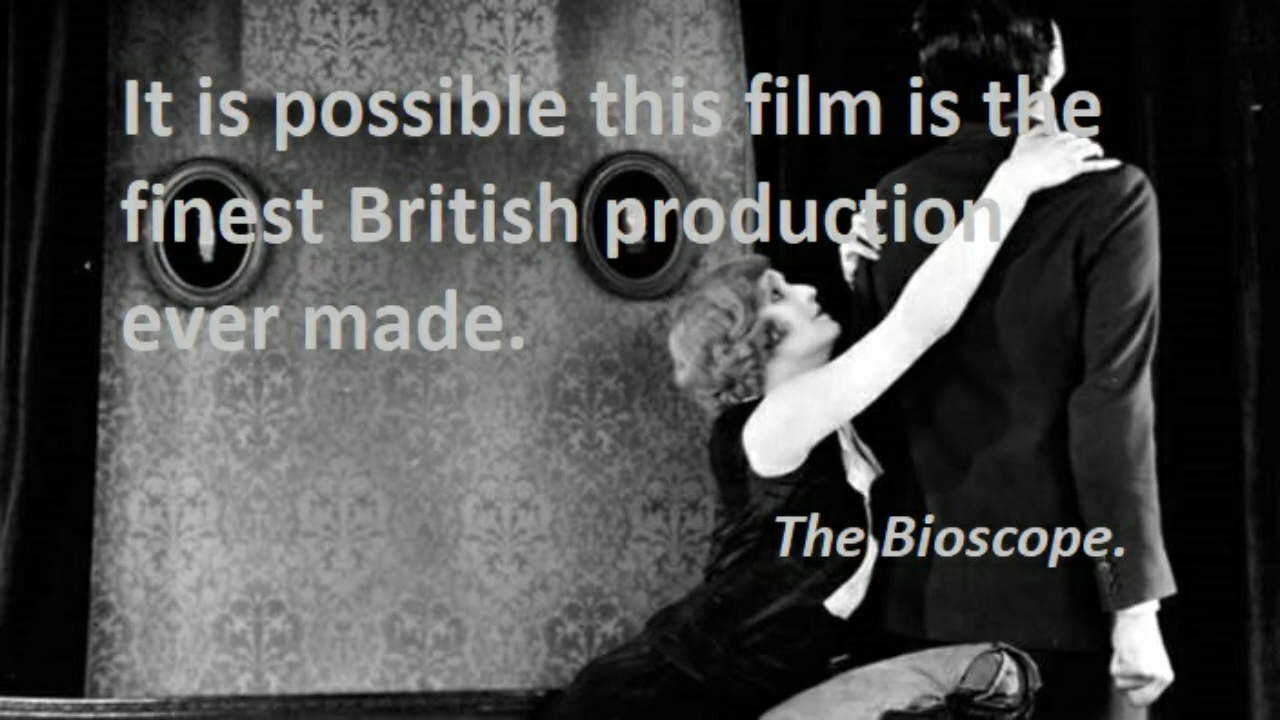 It is possible this film is the
finest British production
ever made.
The Bioscope.